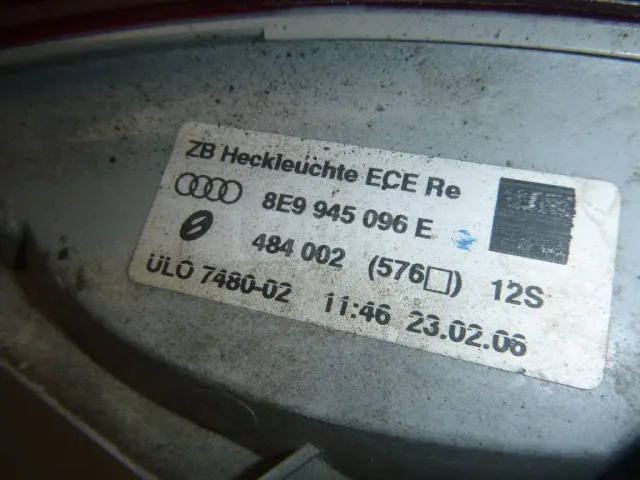 ZB Heckleuchte ECE Re
8E9 945 096 E
484 002 (576□) 12S
ULO 7480-02 11:46 23.02.06